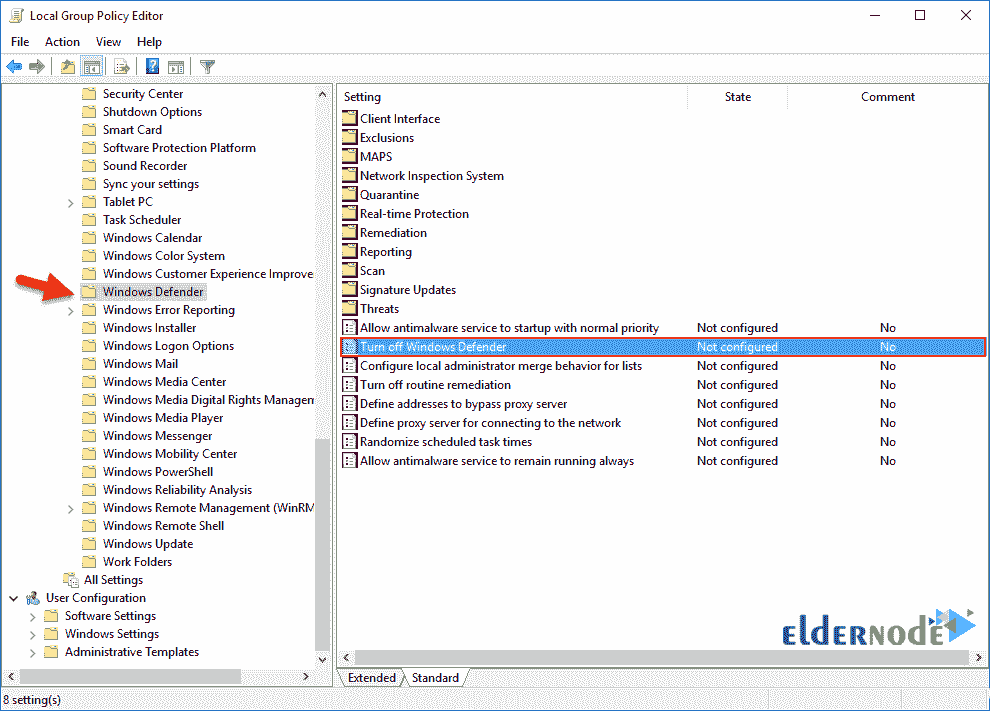 Local Group Policy Editor
File Action View Help
Security Center
Shutdown Options
Smart Card
Software Protection Platform
Sound Recorder
Sync your settings
Tablet PC
Task Scheduler
Windows Calendar
Windows Color System
Windows Customer Experience Improve
Windows Defender
Windows Error Reporting
Windows Installer
Windows Logon Options
Windows Mail
Windows Media Center
Windows Media Digital Rights Managem
Windows Media Player
Windows Messenger
Windows Mobility Center
Windows PowerShell
Windows Reliability Analysis
Windows Remote Management (WinRM
Windows Remote Shell
Windows Update
Work Folders
All Settings
User Configuration
Software Settings
Windows Settings
Administrative Templates
Setting State Comment
Client Interface
Exclusions
MAPS
Network Inspection System
Quarantine
Real-time Protection
Remediation
Reporting
Scan
Signature Updates
Threats
Allow antimalware service to startup with normal priority Not configured No
Turn off Windows Defender Not configured No
Configure local administrator merge behavior for lists Not configured No
Turn off routine remediation Not configured No
Define addresses to bypass proxy server Not configured No
Define proxy server for connecting to the network Not configured No
Randomize scheduled task times Not configured No
Allow antimalware service to remain running always Not configured No
eldernode
Extended Standard
8 setting(s)